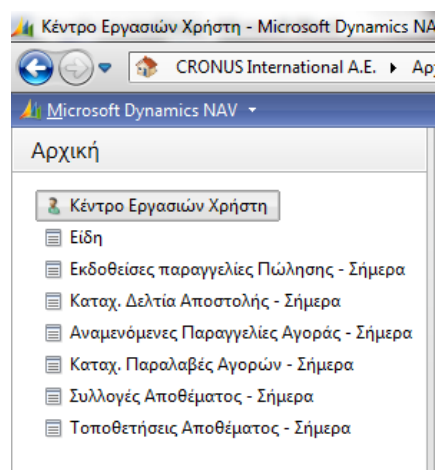 Κέντρο Εργασιών Χρήστη - Microsoft Dynamics NA
CRONUS International A.E. Αρχ
Microsoft Dynamics NAV
Αρχική
Κέντρο Εργασιών Χρήστη
Είδη
Εκδοθείσες παραγγελίες Πώλησης - Σήμερα
Καταχ. Δελτία Αποστολής - Σήμερα
Αναμενόμενες Παραγγελίες Αγοράς - Σήμερα
Καταχ. Παραλαβές Αγορών - Σήμερα
Συλλογές Αποθέματος - Σήμερα
Τοποθετήσεις Αποθέματος - Σήμερα